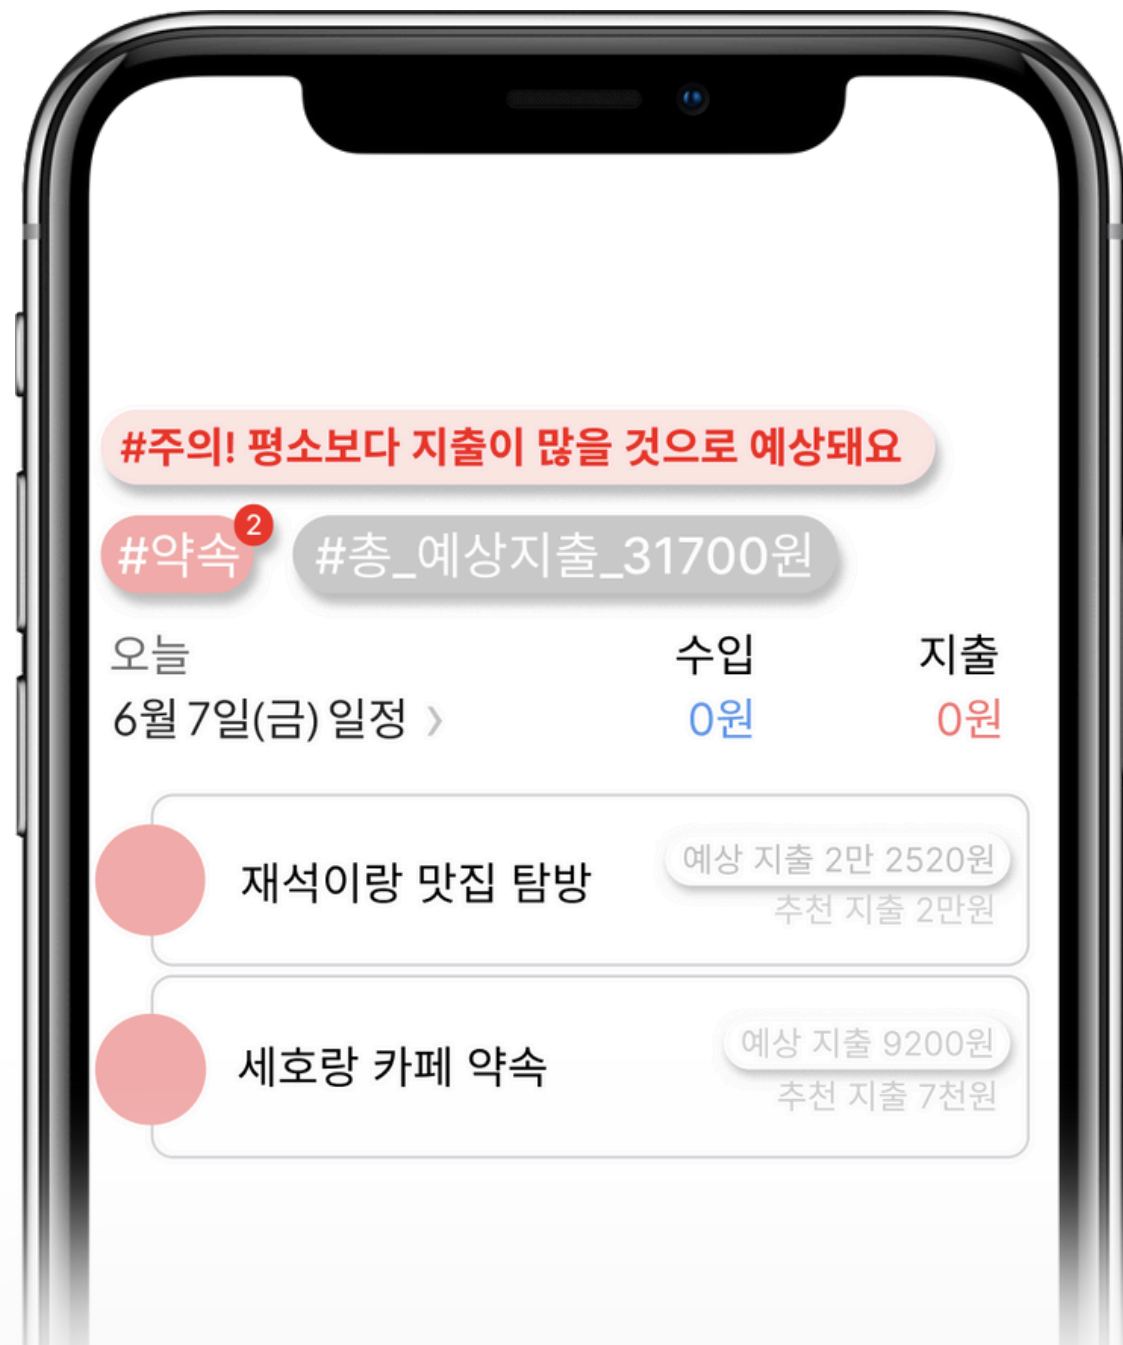 #주의! 평소보다 지출이 많을 것으로 예상돼요
#약속 2 #총_예상지출_31700원
오늘 수입 지출
6월 7일(금) 일정 > 0원 0원
재석이랑 맛집 탐방 예상 지출 2만 2520원
추천 지출 2만원
세호랑 카페 약속 예상 지출 9200원
추천 지출 7천원